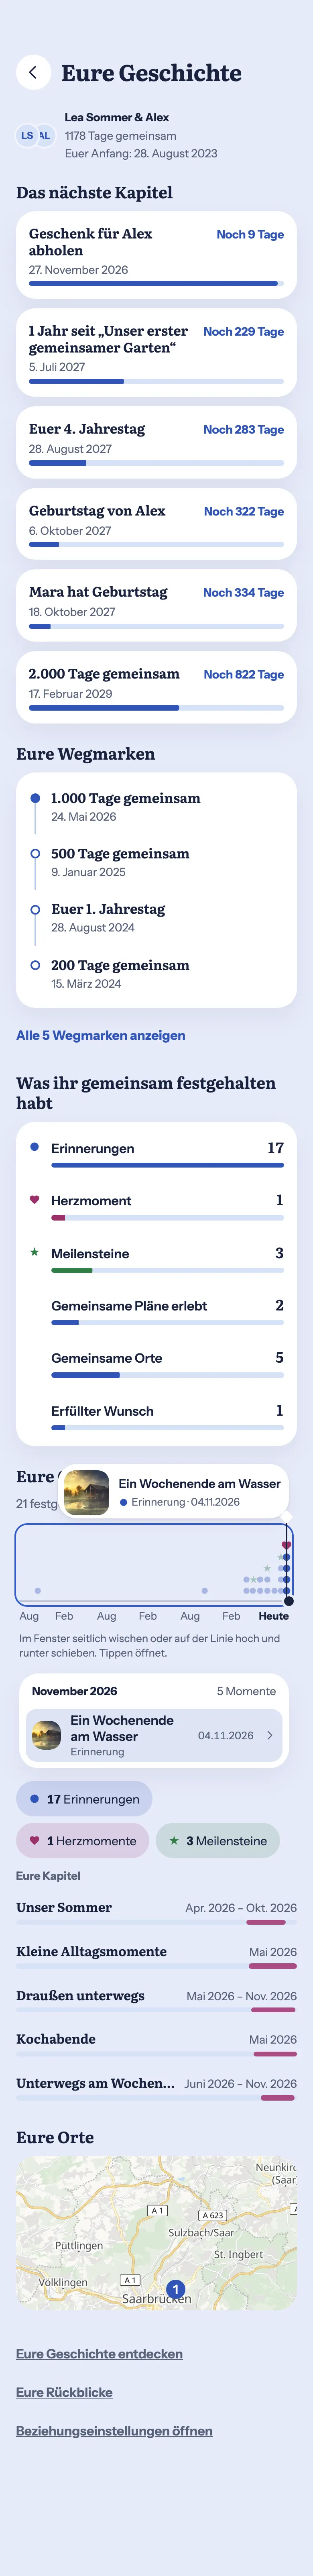 Eure Geschichte
LS AL
Lea Sommer & Alex
1178 Tage gemeinsam
Euer Anfang: 28. August 2023
Das nächste Kapitel
Geschenk für Alex
abholen
Noch 9 Tage
27. November 2026
1 Jahr seit „Unser erster
gemeinsamer Garten“
Noch 229 Tage
5. Juli 2027
Euer 4. Jahrestag
Noch 283 Tage
28. August 2027
Geburtstag von Alex
Noch 322 Tage
6. Oktober 2027
Mara hat Geburtstag
Noch 334 Tage
18. Oktober 2027
2.000 Tage gemeinsam
Noch 822 Tage
17. Februar 2029
Eure Wegmarken
1.000 Tage gemeinsam
24. Mai 2026
500 Tage gemeinsam
9. Januar 2025
Euer 1. Jahrestag
28. August 2024
200 Tage gemeinsam
15. März 2024
Alle 5 Wegmarken anzeigen
Was ihr gemeinsam festgehalten
habt
Erinnerungen 17
Herzmoment 1
Meilensteine 3
Gemeinsame Pläne erlebt 2
Gemeinsame Orte 5
Erfüllter Wunsch 1
Eure
Ein Wochenende am Wasser
21 festg
Erinnerung · 04.11.2026
Aug Feb Aug Feb Aug Feb Heute
Im Fenster seitlich wischen oder auf der Linie hoch und
runter schieben. Tippen öffnet.
November 2026 5 Momente
Ein Wochenende
am Wasser
Erinnerung
04.11.2026
17 Erinnerungen
1 Herzmomente
3 Meilensteine
Eure Kapitel
Unser Sommer Apr. 2026 – Okt. 2026
Kleine Alltagsmomente Mai 2026
Draußen unterwegs Mai 2026 – Nov. 2026
Kochabende Mai 2026
Unterwegs am Wochen… Juni 2026 – Nov. 2026
Eure Orte
Neunkirc
(Saar
A 1
A 623
A
Sulzbach/Saar
Püttlingen
St. Ingbert
Völklingen
A 1
1
Saarbrücken
Eure Geschichte entdecken
Eure Rückblicke
Beziehungseinstellungen öffnen